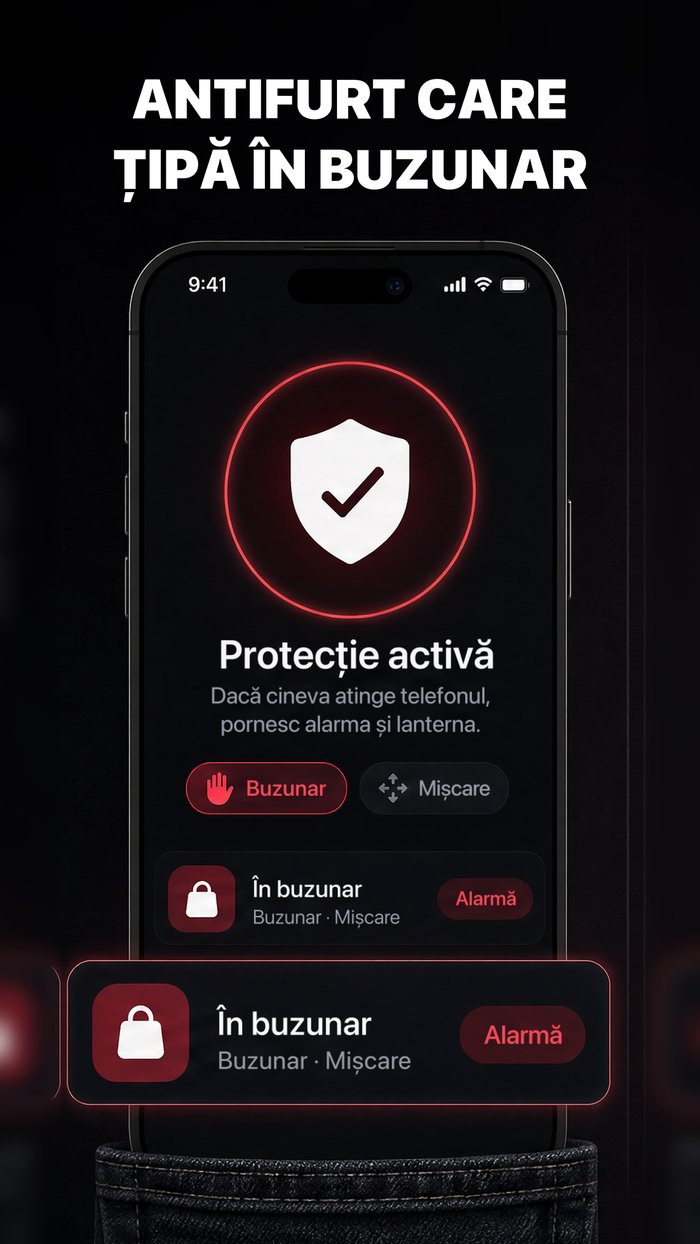 ANTIFURT CARE
ȚIPĂ ÎN BUZUNAR
9:41
Protecție activă
Dacă cineva atinge telefonul,
pornesc alarma și lanterna.
Buzunar
Mișcare
În buzunar
Buzunar · Mișcare
Alarmă
În buzunar
Buzunar · Mișcare
Alarmă